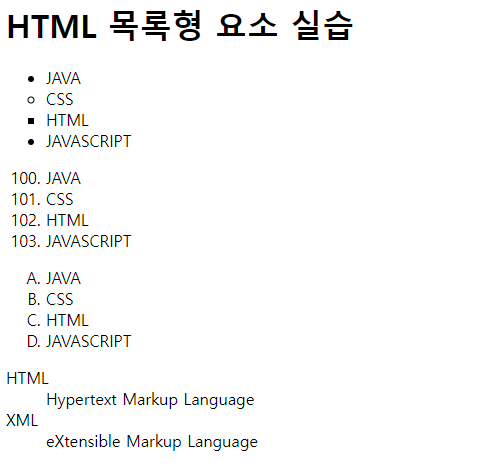 HTML 목록형 요소 실습
• JAVA
○ CSS
■ HTML
• JAVASCRIPT
100. JAVA
101. CSS
102. HTML
103. JAVASCRIPT
A. JAVA
B. CSS
C. HTML
D. JAVASCRIPT
HTML
Hypertext Markup Language
XML
eXtensible Markup Language